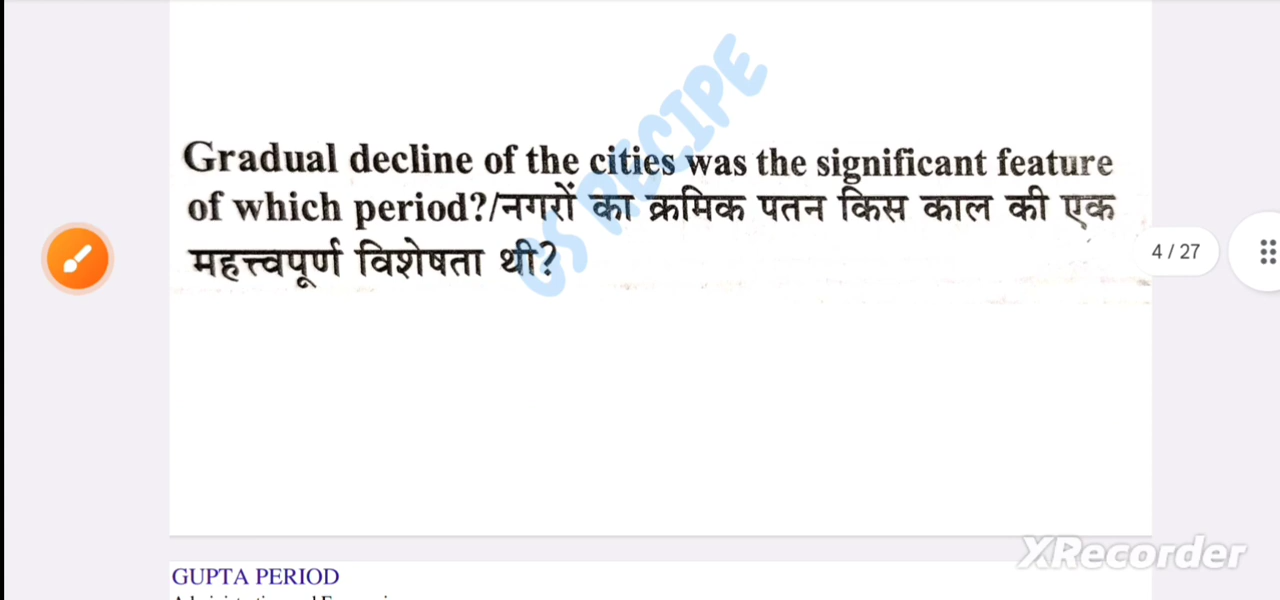 GS RECIPE
Gradual decline of the cities was the significant feature
of which period?/नगरों का क्रमिक पतन किस काल की एक
महत्त्वपूर्ण विशेषता थी?
4 / 27
XRecorder
GUPTA PERIOD